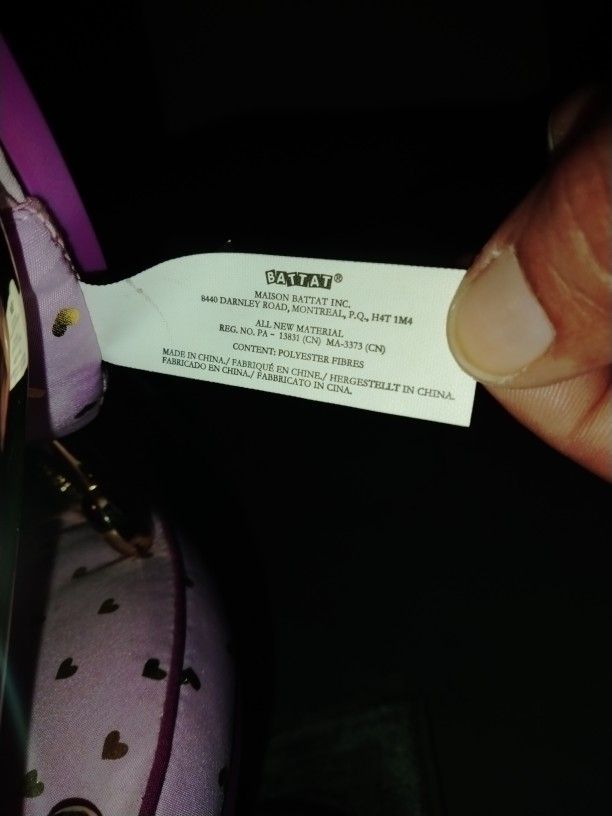 BATTAT®
MAISON BATTAT INC.
8440 DARNLEY ROAD, MONTREAL, P.Q., H4T 1M4
ALL NEW MATERIAL
REG. NO. PA - 13831 (CN) MA-3373 (CN)
CONTENT: POLYESTER FIBRES
MADE IN CHINA./ FABRIQUÉ EN CHINE./ HERGESTELLT IN CHINA.
FABRICADO EN CHINA./ FABBRICATO IN CINA.